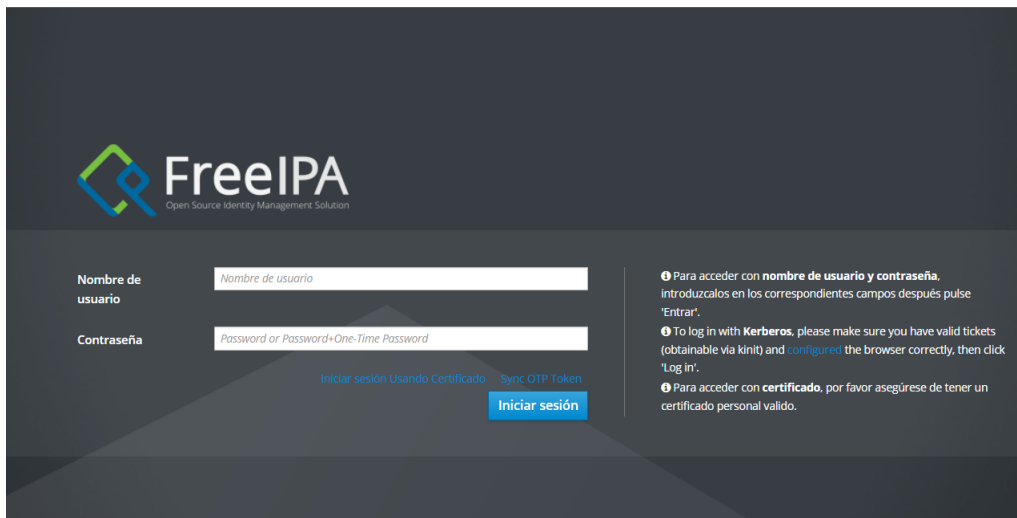 FreeIPA
Open Source Identity Management Solution
Nombre de
usuario
Nombre de usuario
Contraseña
Password or Password+One-Time Password
Iniciar sesión Usando Certificado Sync OTP Token
Iniciar sesión
Para acceder con nombre de usuario y contraseña,
introduzcalos en los correspondientes campos después pulse
'Entrar'.
To log in with Kerberos, please make sure you have valid tickets
(obtainable via kinit) and configured the browser correctly, then click
'Log in'.
Para acceder con certificado, por favor asegúrese de tener un
certificado personal valido.